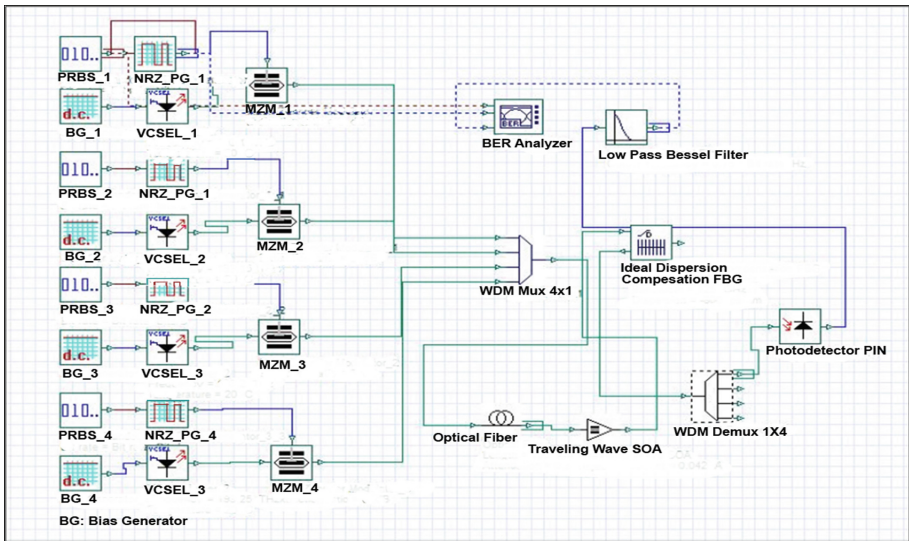 010..
PRBS_1
NRZ_PG_1
MZM_1
d.c.
BG_1
VCSEL_1
BER
BER Analyzer
Low Pass Bessel Filter
010..
PRBS_2
NRZ_PG_1
d.c.
BG_2
VCSEL
VCSEL_2
MZM_2
WDM Mux 4x1
Ideal Dispersion
Compesation FBG
010..
PRBS_3
NRZ_PG_2
d.c.
BG_3
VCSEL
VCSEL_3
MZM_3
Photodetector PIN
010..
PRBS_4
NRZ_PG_4
Optical Fiber
Traveling Wave SOA
WDM Demux 1X4
d.c.
BG_4
VCSEL
VCSEL_3
MZM_4
BG: Bias Generator